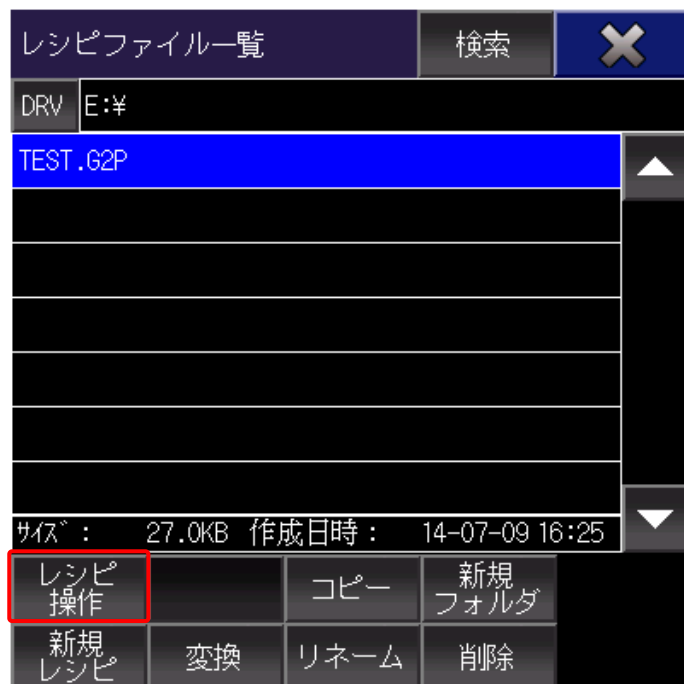 レシピファイル一覧 検索
DRV E:¥
TEST.G2P
ｻｲｽﾞ: 27.0KB 作成日時: 14-07-09 16:25
レシピ
操作
コピー
新規
フォルダ
新規
レシピ
変換
リネーム
削除